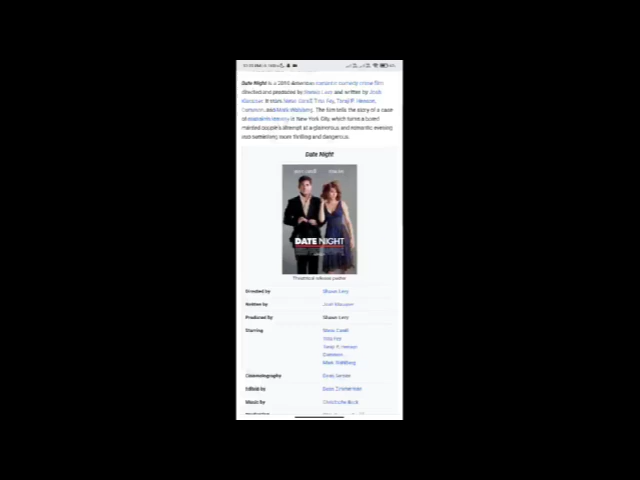 Date Night is a 2010 American romantic comedy crime film
directed and produced by Shawn Levy and written by Josh
Klausner. It stars Steve Carell, Tina Fey, Taraji P. Henson,
Common, and Mark Wahlberg. The film tells the story of a case
of mistaken identity in New York City, which turns a bored
married couple's attempt at a glamorous and romantic evening
into something more thrilling and dangerous.
Date Night
DATE NIGHT
Theatrical release poster
Directed by Shawn Levy
Written by Josh Klausner
Produced by Shawn Levy
Starring Steve Carell
Tina Fey
Taraji P. Henson
Common
Mark Wahlberg
Cinematography Dean Semler
Edited by Dean Zimmerman
Music by Christophe Beck